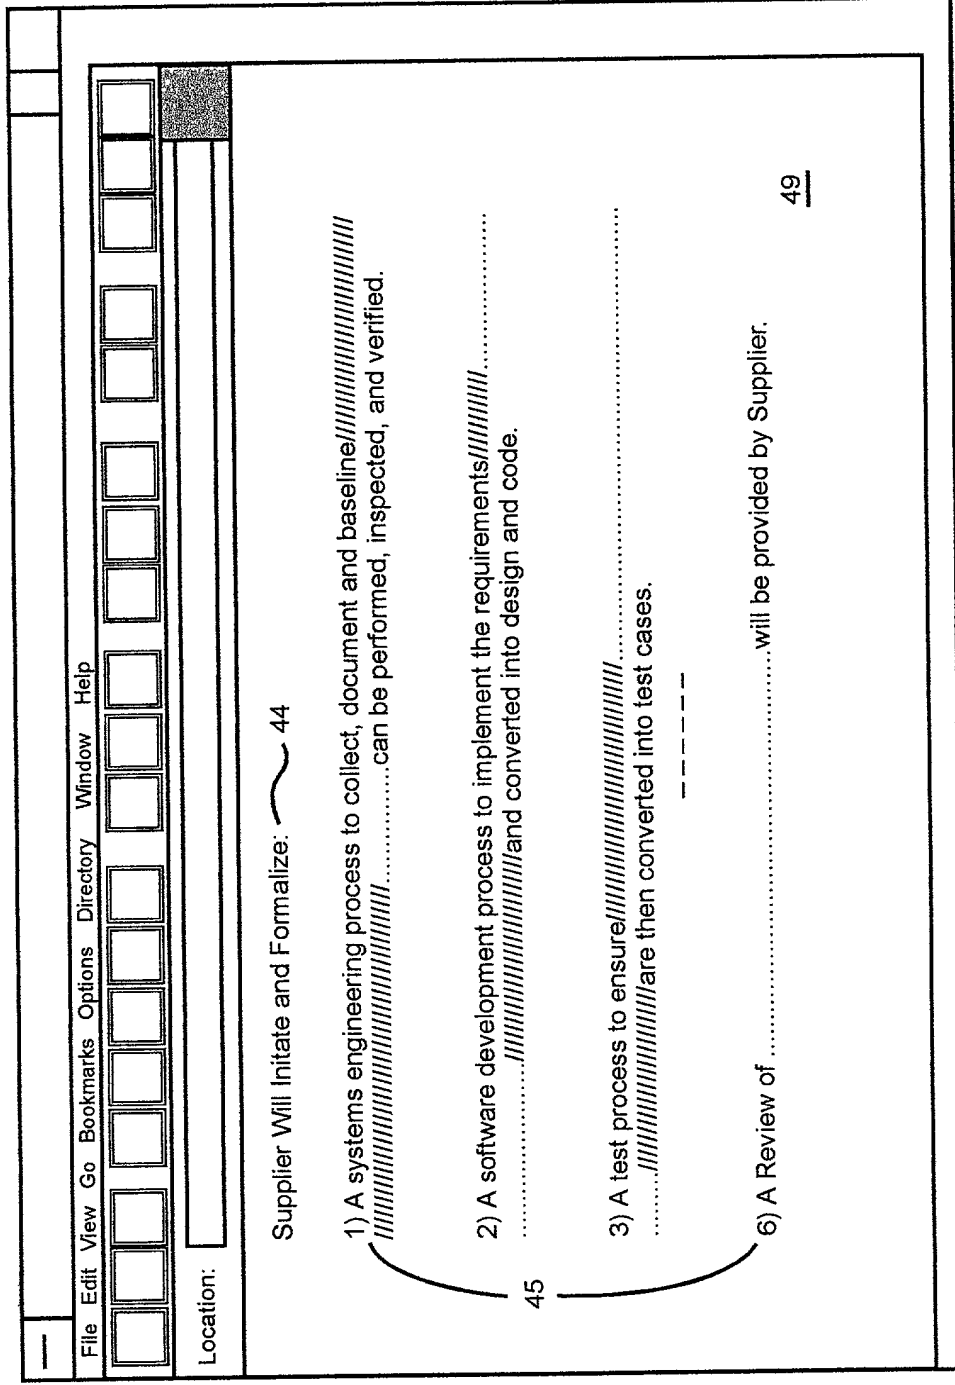 File Edit View Go Bookmarks Options Directory Window Help
Location:
Supplier Will Initate and Formalize: 44
1) A systems engineering process to collect, document and baseline////////////////////////////////////
////////////////////////////////////////////////////////..............can be performed, inspected, and verified.
2) A software development process to implement the requirements//////////////......................
......................//////////////////////////////and converted into design and code.
3) A test process to ensure//////////////////////////////////////............................................................
........//////////////////////////////are then converted into test cases.
_ _ _ _ _ _ _
6) A Review of ......................................................will be provided by Supplier.
45
49